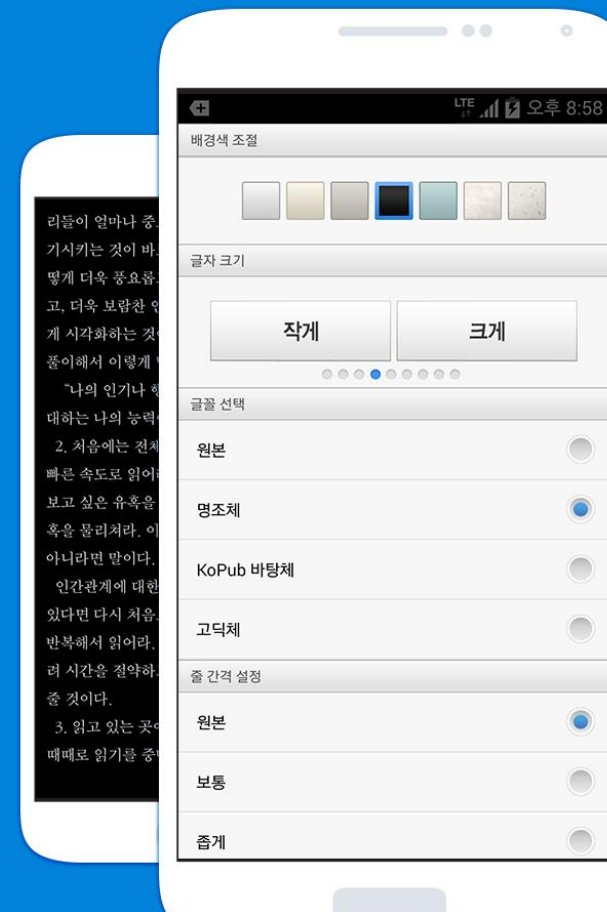 리들이 얼마나 중
기시키는 것이 바
떻게 더욱 풍요롭
고, 더욱 보람찬
게 시각화하는 것
풀이해서 이렇게
“나의 인기나
대하는 나의 능력
2. 처음에는 전체
빠른 속도로 읽어
보고 싶은 유혹을
혹을 물리쳐라. 이
아니라면 말이다.
인간관계에 대한
있다면 다시 처음
반복해서 읽어라.
려 시간을 절약하
줄 것이다.
3. 읽고 있는 곳
때때로 읽기를 중
LTE 오후 8:58
배경색 조절
글자 크기
작게 크게
글꼴 선택
원본
명조체
KoPub 바탕체
고딕체
줄 간격 설정
원본
보통
좁게